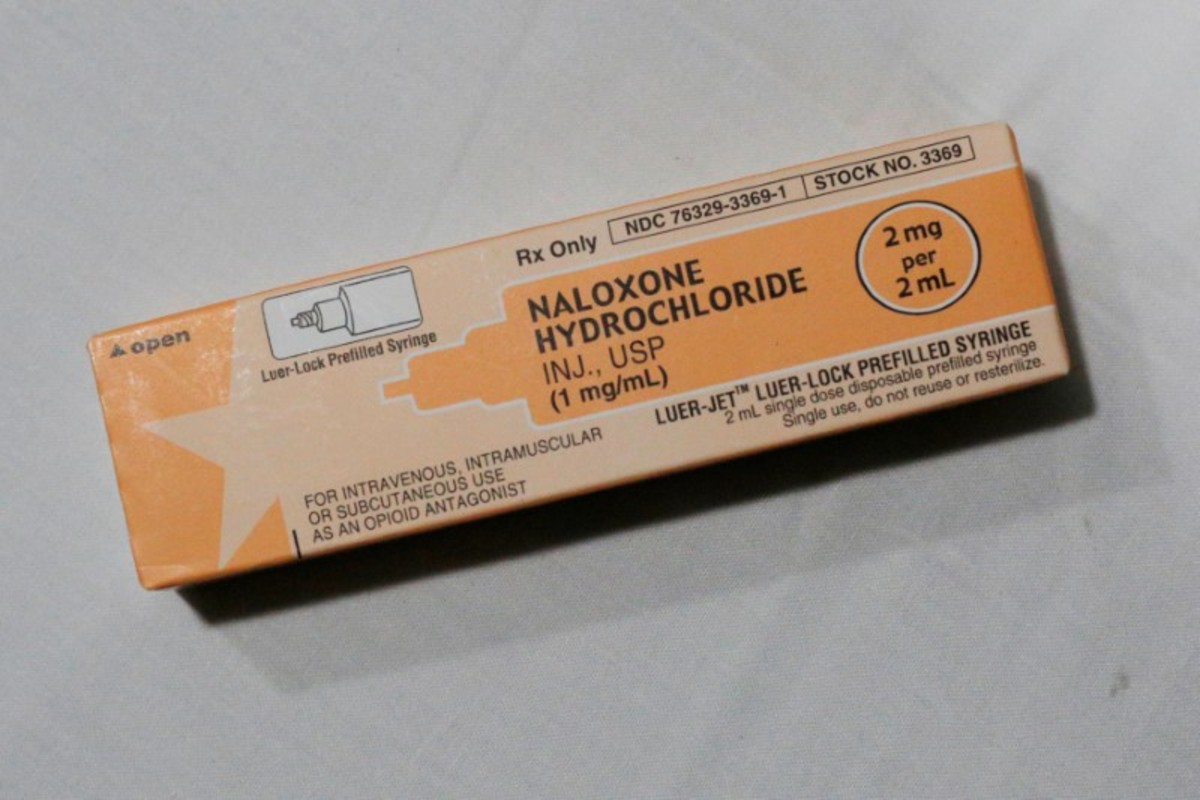 Rx Only
NDC 76329-3369-1 STOCK NO. 3369
open
Luer-Lock Prefilled Syringe
NALOXONE
HYDROCHLORIDE
INJ., USP
(1 mg/mL)
2 mg
per
2 mL
LUER-JET™ LUER-LOCK PREFILLED SYRINGE
2 mL single dose disposable prefilled syringe
Single use, do not reuse or resterilize.
FOR INTRAVENOUS, INTRAMUSCULAR
OR SUBCUTANEOUS USE
AS AN OPIOID ANTAGONIST